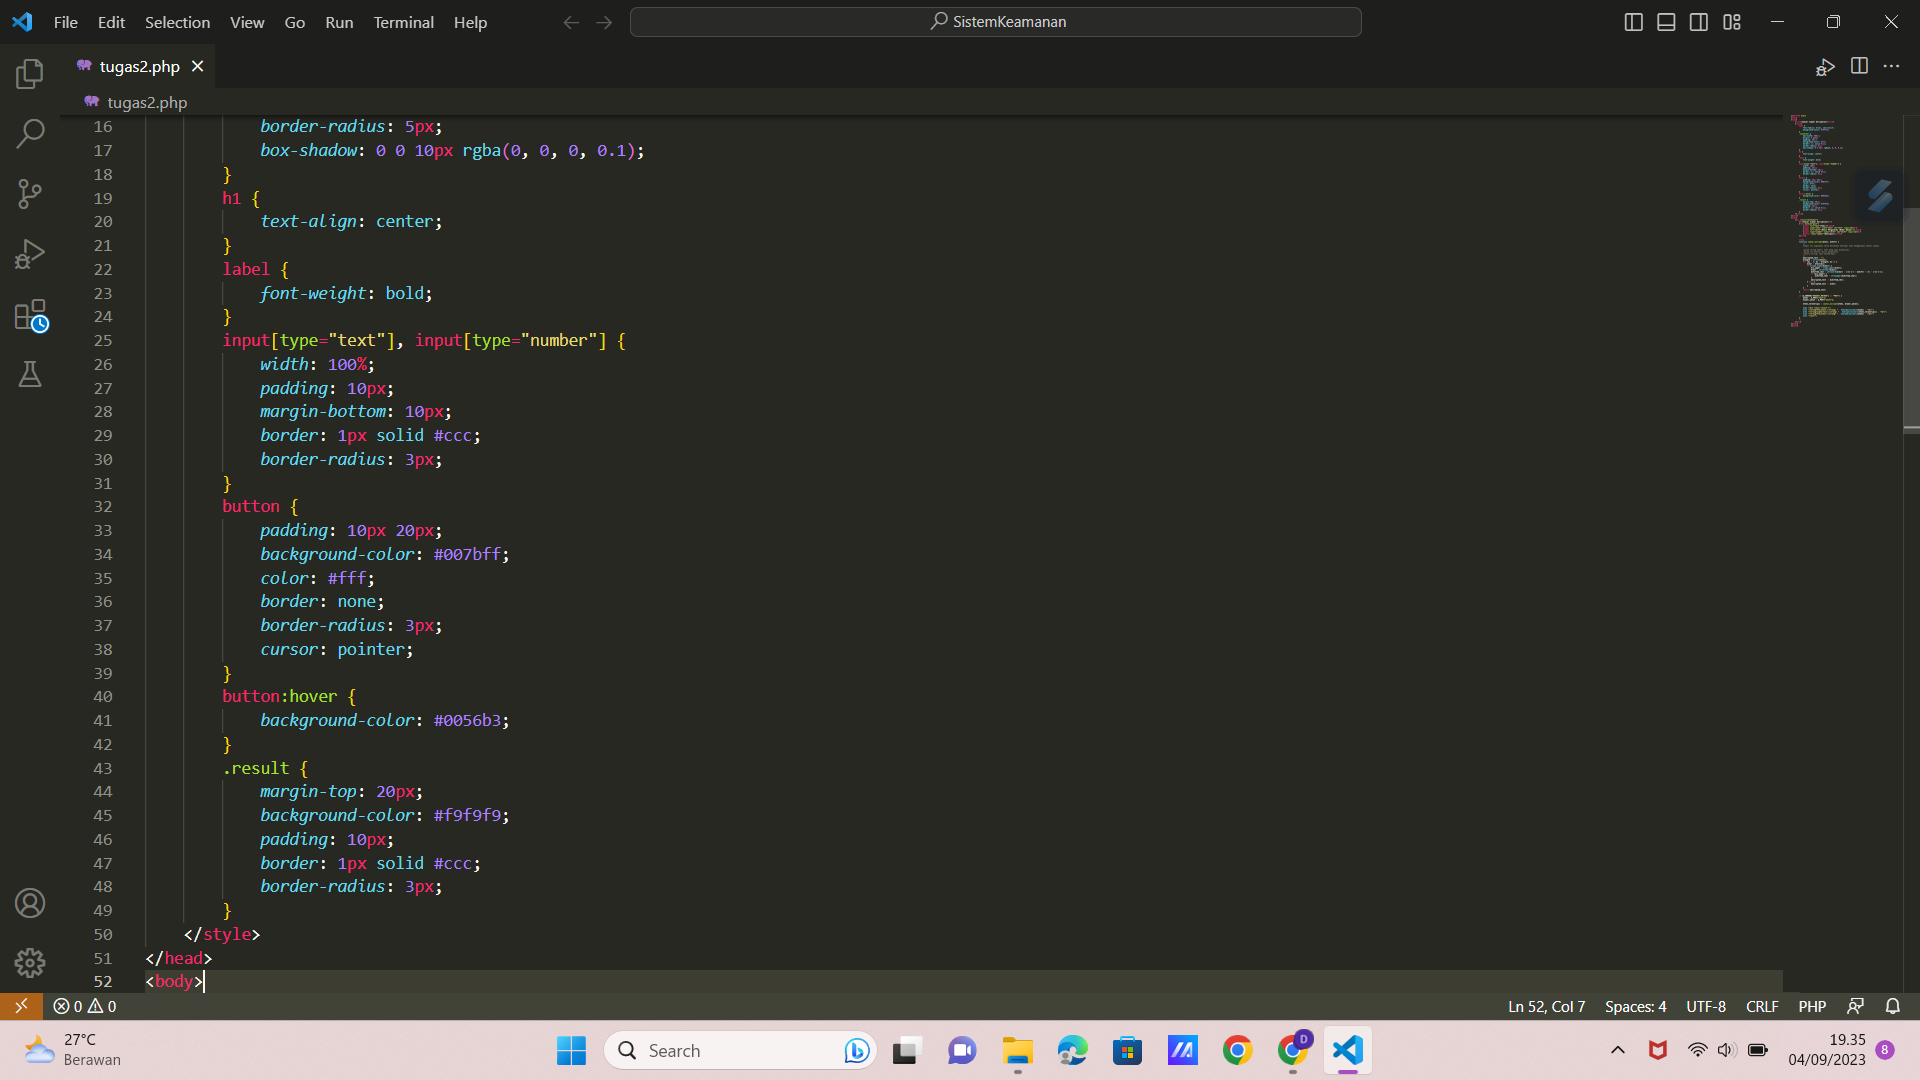 File Edit Selection View Go Run Terminal Help
SistemKeamanan
tugas2.php
tugas2.php
16 border-radius: 5px;
17 box-shadow: 0 0 10px rgba(0, 0, 0, 0.1);
18 }
19 h1 {
20 text-align: center;
21 }
22 label {
23 font-weight: bold;
24 }
25 input[type="text"], input[type="number"] {
26 width: 100%;
27 padding: 10px;
28 margin-bottom: 10px;
29 border: 1px solid #ccc;
30 border-radius: 3px;
31 }
32 button {
33 padding: 10px 20px;
34 background-color: #007bff;
35 color: #fff;
36 border: none;
37 border-radius: 3px;
38 cursor: pointer;
39 }
40 button:hover {
41 background-color: #0056b3;
42 }
43 .result {
44 margin-top: 20px;
45 background-color: #f9f9f9;
46 padding: 10px;
47 border: 1px solid #ccc;
48 border-radius: 3px;
49 }
50 </style>
51 </head>
52 <body>
0 0 Ln 52, Col 7 Spaces: 4 UTF-8 CRLF PHP
27°C
Berawan
Search
D
19.35
04/09/2023
8